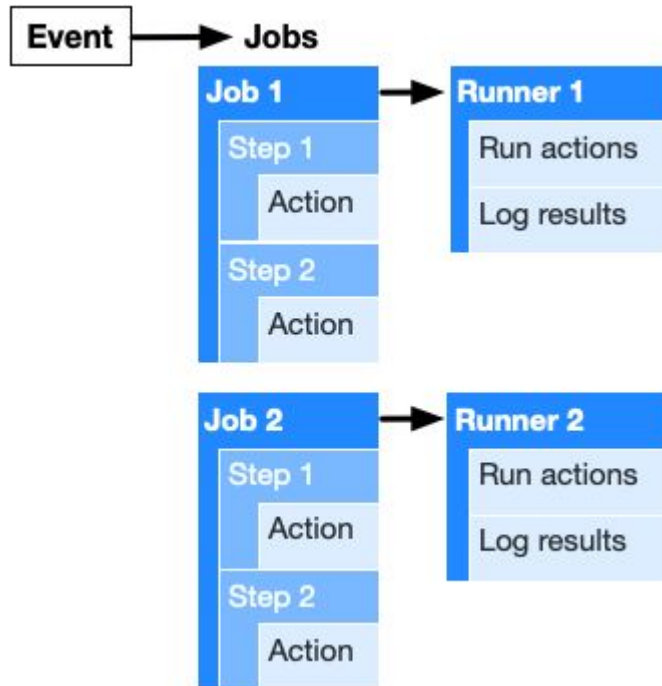 Event Jobs
Job 1
Step 1
Action
Step 2
Action
Runner 1
Run actions
Log results
Job 2
Step 1
Action
Step 2
Action
Runner 2
Run actions
Log results